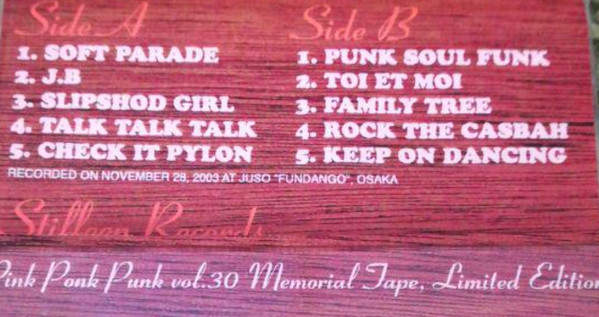 Side A
1. SOFT PARADE
2. J.B
3. SLIPSHOD GIRL
4. TALK TALK TALK
5. CHECK IT PYLON
Side B
1. PUNK SOUL FUNK
2. TOI ET MOI
3. FAMILY TREE
4. ROCK THE CASBAH
5. KEEP ON DANCING
RECORDED ON NOVEMBER 28, 2003 AT JUSO "FUNDANGO", OSAKA
Records
Pink Ponk Punk vol.30 Memorial Tape, Limited Edition